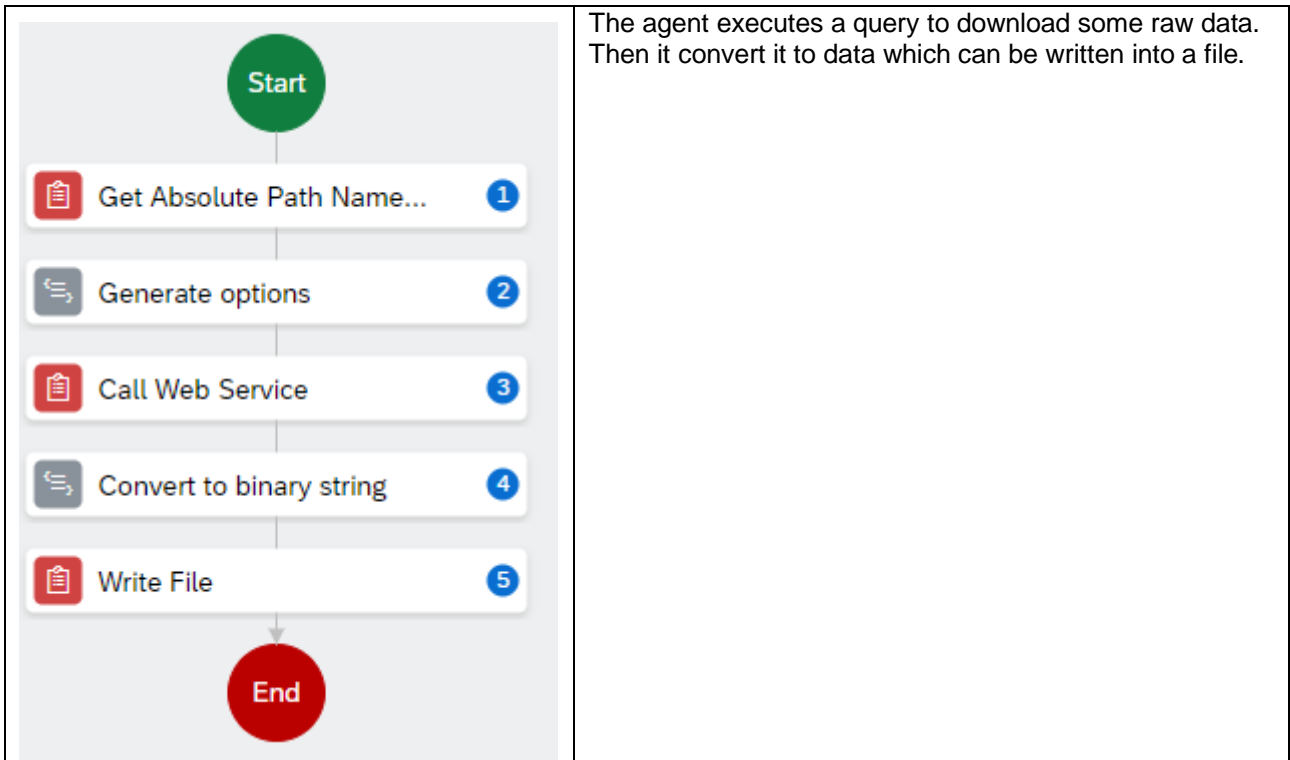 Start
Get Absolute Path Name... 1
Generate options 2
Call Web Service 3
Convert to binary string 4
Write File 5
End
The agent executes a query to download some raw data.
Then it convert it to data which can be written into a file.